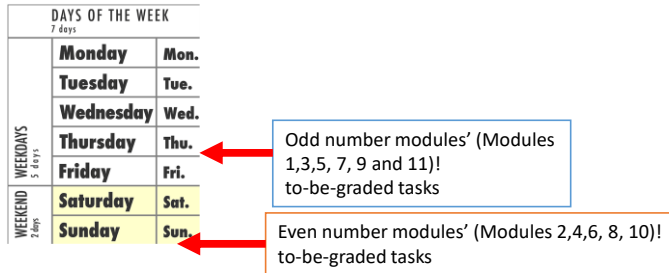 DAYS OF THE WEEK
7 days
WEEKDAYS
5 days
Monday Mon.
Tuesday Tue.
Wednesday Wed.
Thursday Thu.
Friday Fri.
WEEKEND
2 days
Saturday Sat.
Sunday Sun.
Odd number modules’ (Modules
1,3,5, 7, 9 and 11)!
to-be-graded tasks
Even number modules’ (Modules 2,4,6, 8, 10)!
to-be-graded tasks